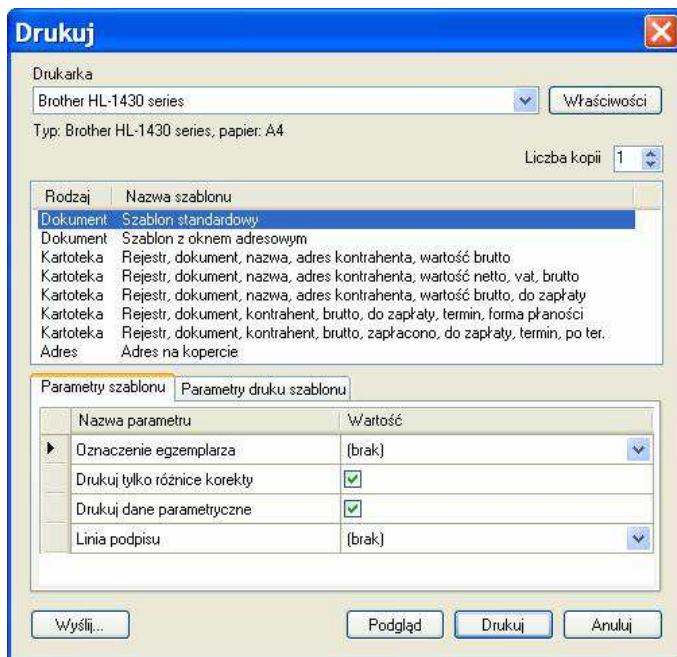 Drukuj
Drukarka
Brother HL-1430 series
Właściwości
Typ: Brother HL-1430 series, papier: A4
Liczba kopii 1
Rodzaj Nazwa szablonu
Dokument Szablon standardowy
Dokument Szablon z oknem adresowym
Kartoteka Rejestr, dokument, nazwa, adres kontrahenta, wartość brutto
Kartoteka Rejestr, dokument, nazwa, adres kontrahenta, wartość netto, vat, brutto
Kartoteka Rejestr, dokument, nazwa, adres kontrahenta, wartość brutto, do zapłaty
Kartoteka Rejestr, dokument, kontrahent, brutto, do zapłaty, termin, forma płaności
Kartoteka Rejestr, dokument, kontrahent, brutto, zapłacono, do zapłaty, termin, po ter.
Adres Adres na kopercie
Parametry szablonu Parametry druku szablonu
Nazwa parametru Wartość
Oznaczenie egzemplarza (brak)
Drukuj tylko różnice korekty
Drukuj dane parametryczne
Linia podpisu (brak)
Wyślij... Podgląd Drukuj Anuluj